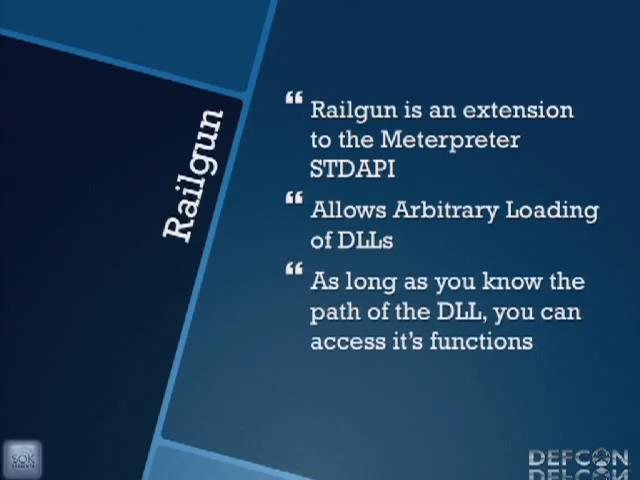 Railgun
“ Railgun is an extension
to the Meterpreter
STDAPI
“ Allows Arbitrary Loading
of DLLs
“ As long as you know the
path of the DLL, you can
access it's functions
SOK
DEFCON